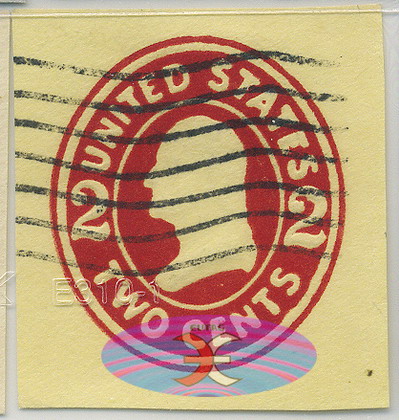 UNITED STATES
2 2
TWO CENTS
E310-1